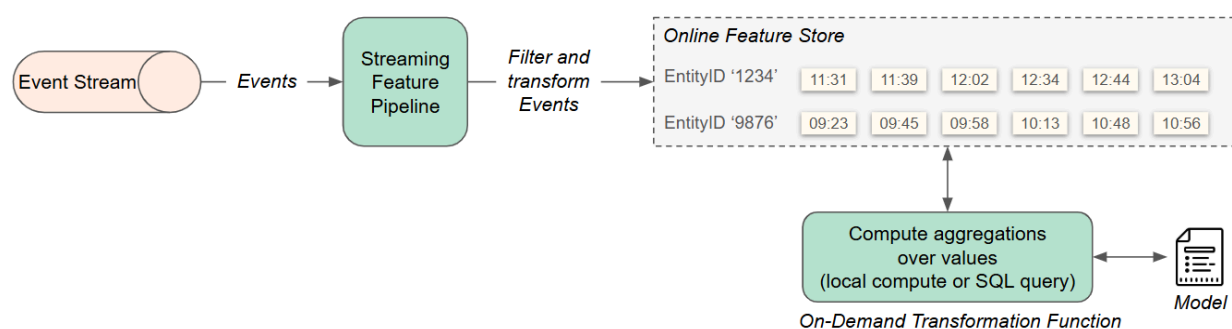 Event Stream
Events
Streaming
Feature
Pipeline
Filter and
transform
Events
Online Feature Store
EntityID ‘1234’ 11:31 11:39 12:02 12:34 12:44 13:04
EntityID ‘9876’ 09:23 09:45 09:58 10:13 10:48 10:56
Compute aggregations
over values
(local compute or SQL query)
On-Demand Transformation Function
Model